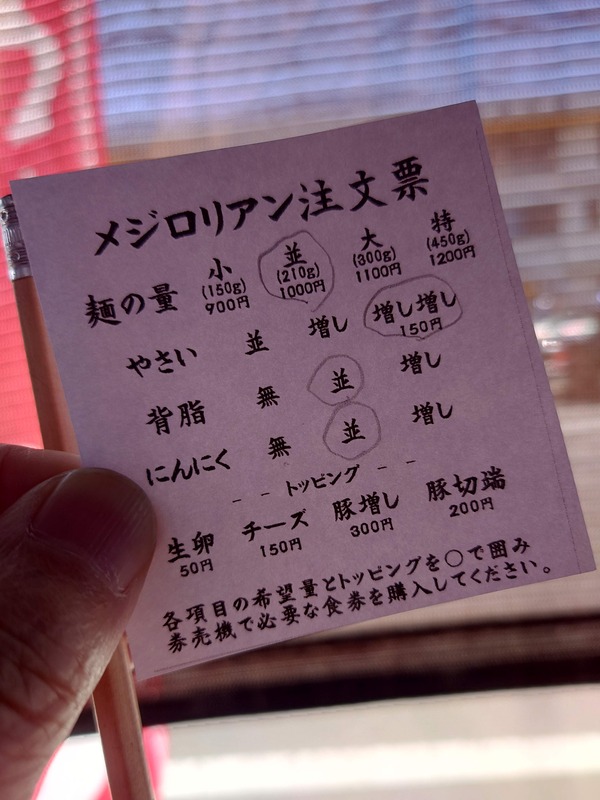 メジロリアン注文票
麺の量 小 (150g) 900円 並 (210g) 1000円 大 (300g) 1100円 特 (450g) 1200円
やさい 並 増し 増し増し 150円
背脂 無 並 増し
にんにく 無 並 増し
-- トッピング --
生卵 50円 チーズ 150円 豚増し 300円 豚切端 200円
各項目の希望量とトッピングを○で囲み
券売機で必要な食券を購入してください。